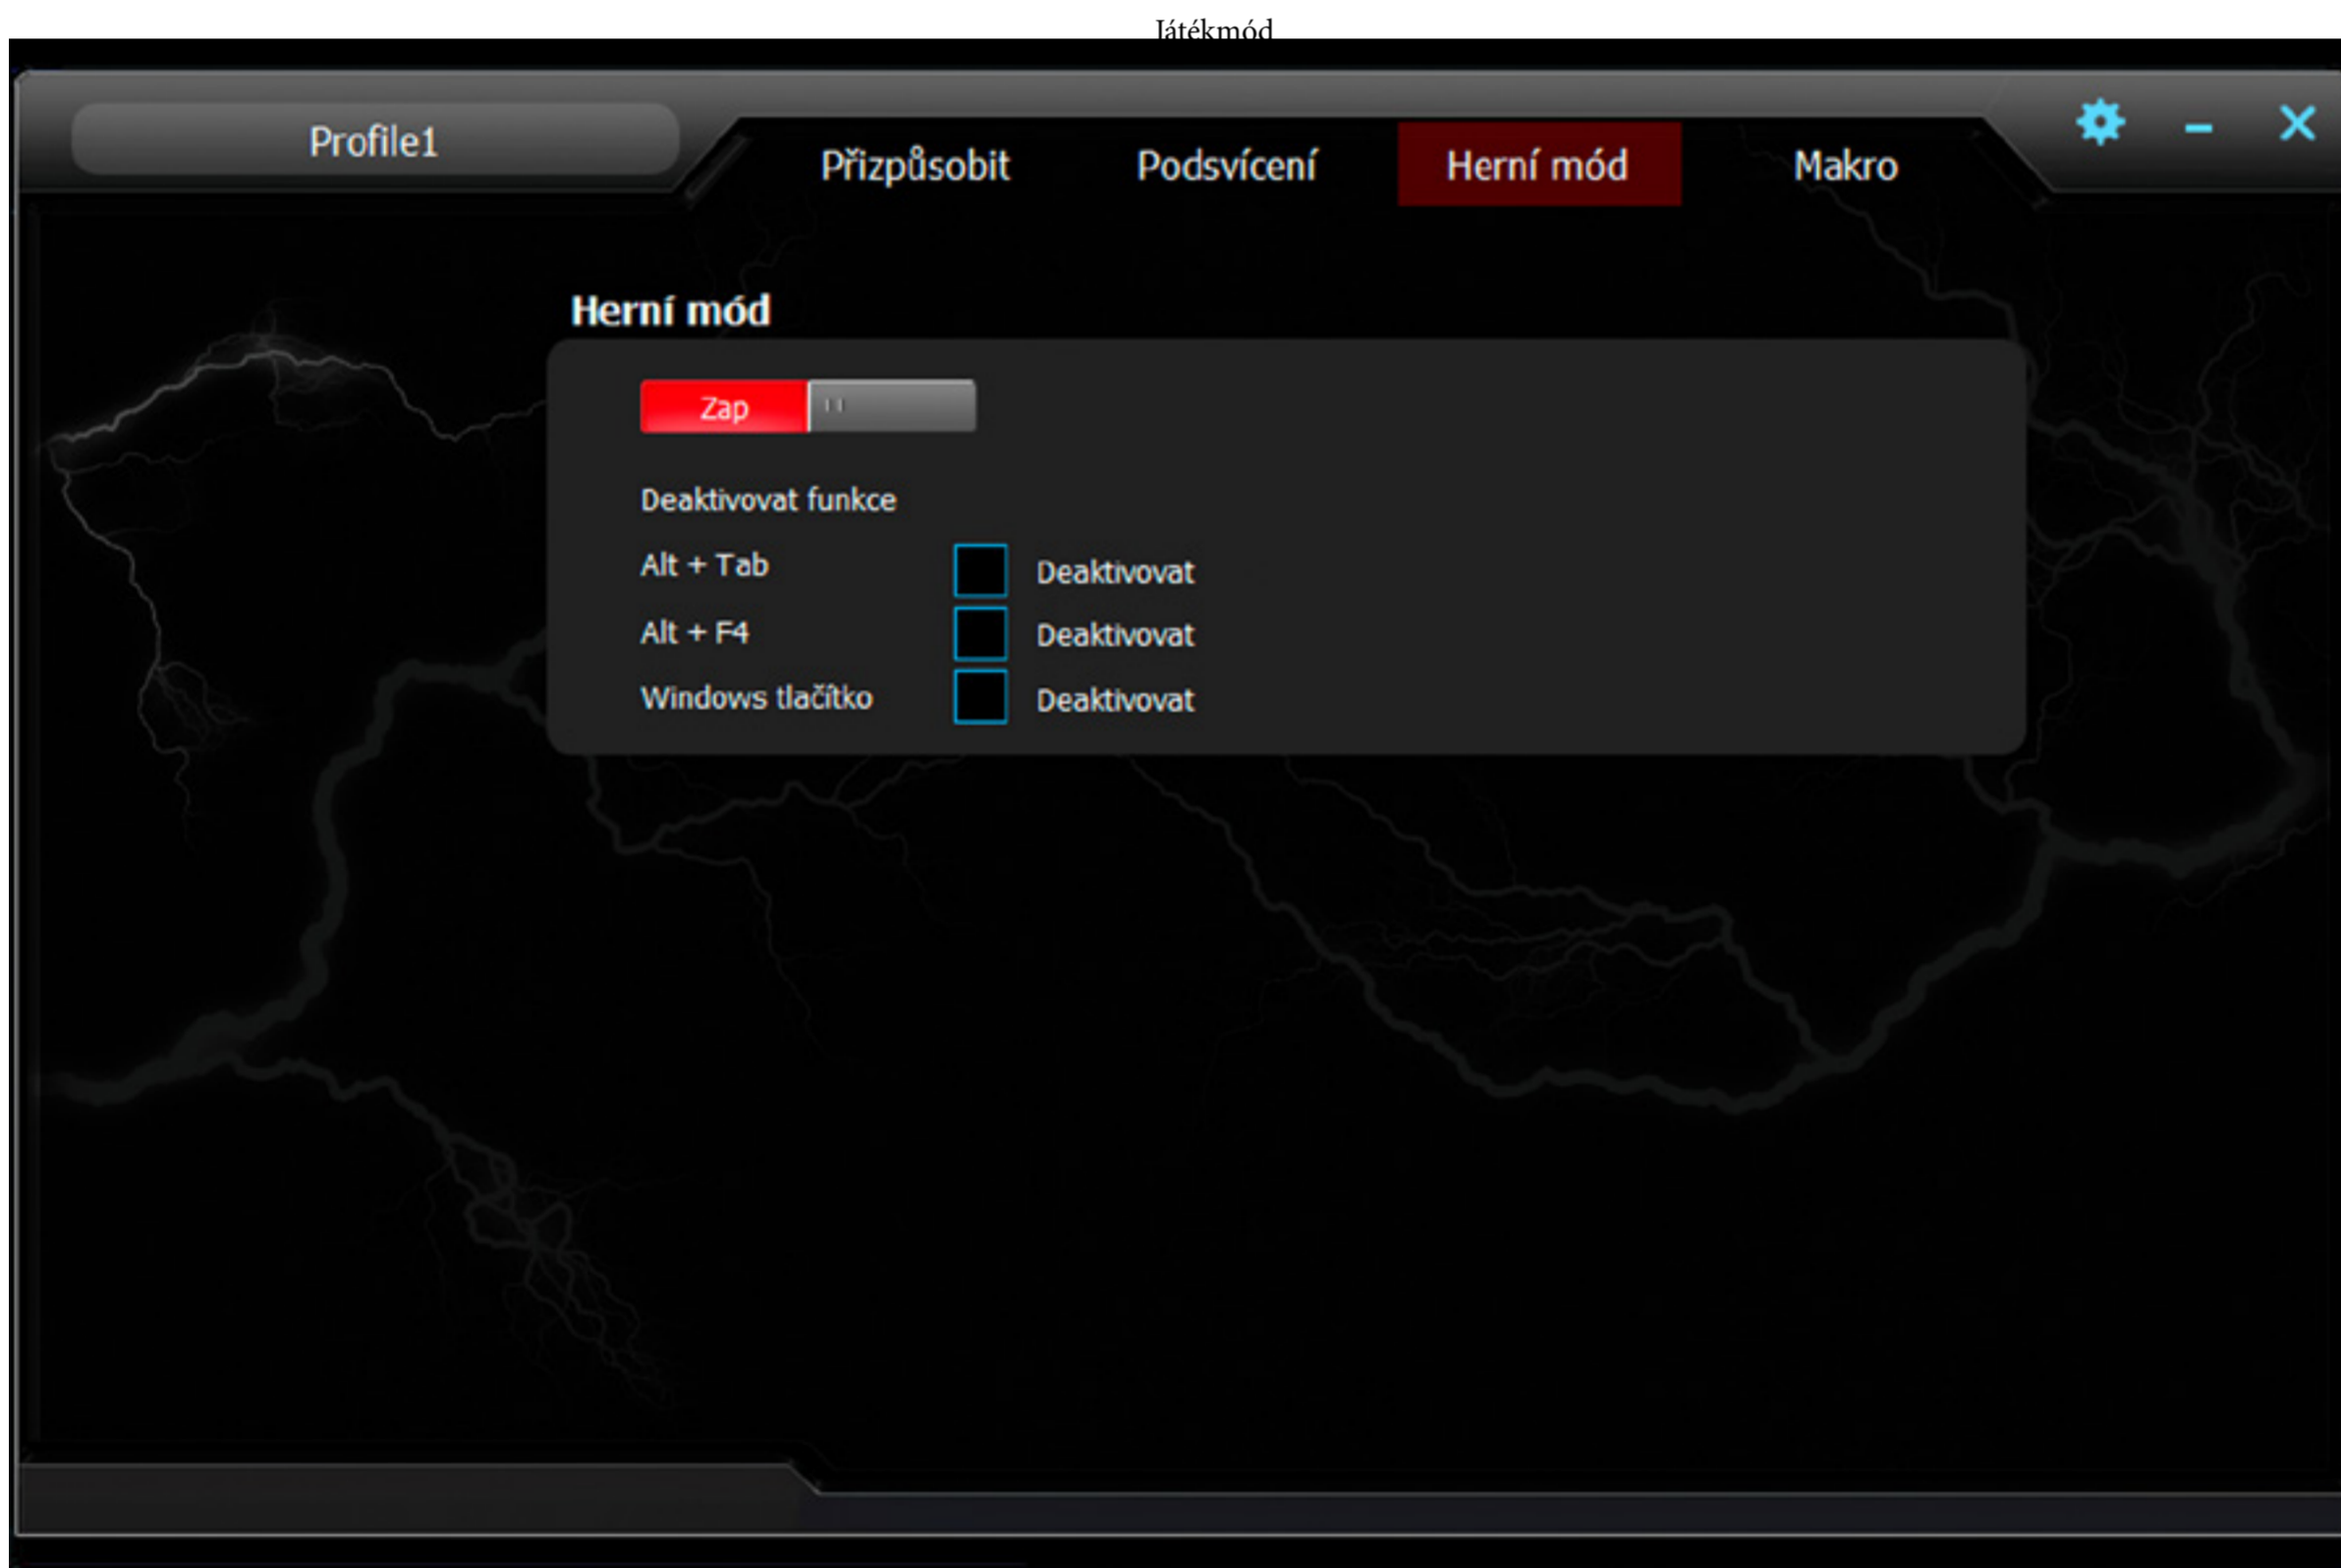 Játékmód
Profile1
Přizpůsobit
Podsvícení
Herní mód
Makro
Herní mód
Zap
Deaktivovat funkce
Alt + Tab Deaktivovat
Alt + F4 Deaktivovat
Windows tlačítko Deaktivovat